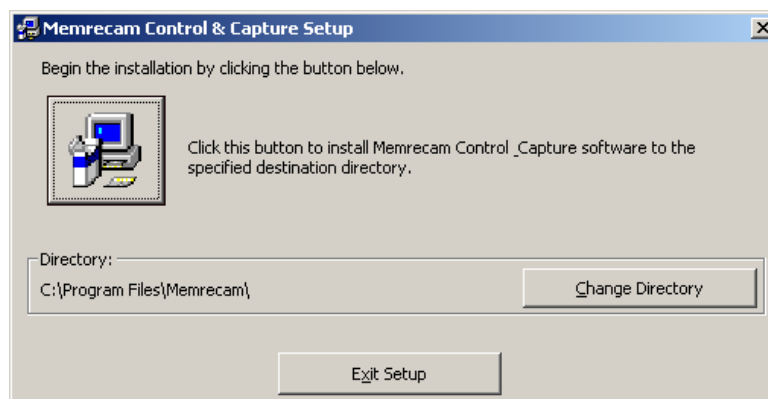 Memrecam Control & Capture Setup
Begin the installation by clicking the button below.
Click this button to install Memrecam Control _Capture software to the
specified destination directory.
Directory:
C:\Program Files\Memrecam\
Change Directory
Exit Setup